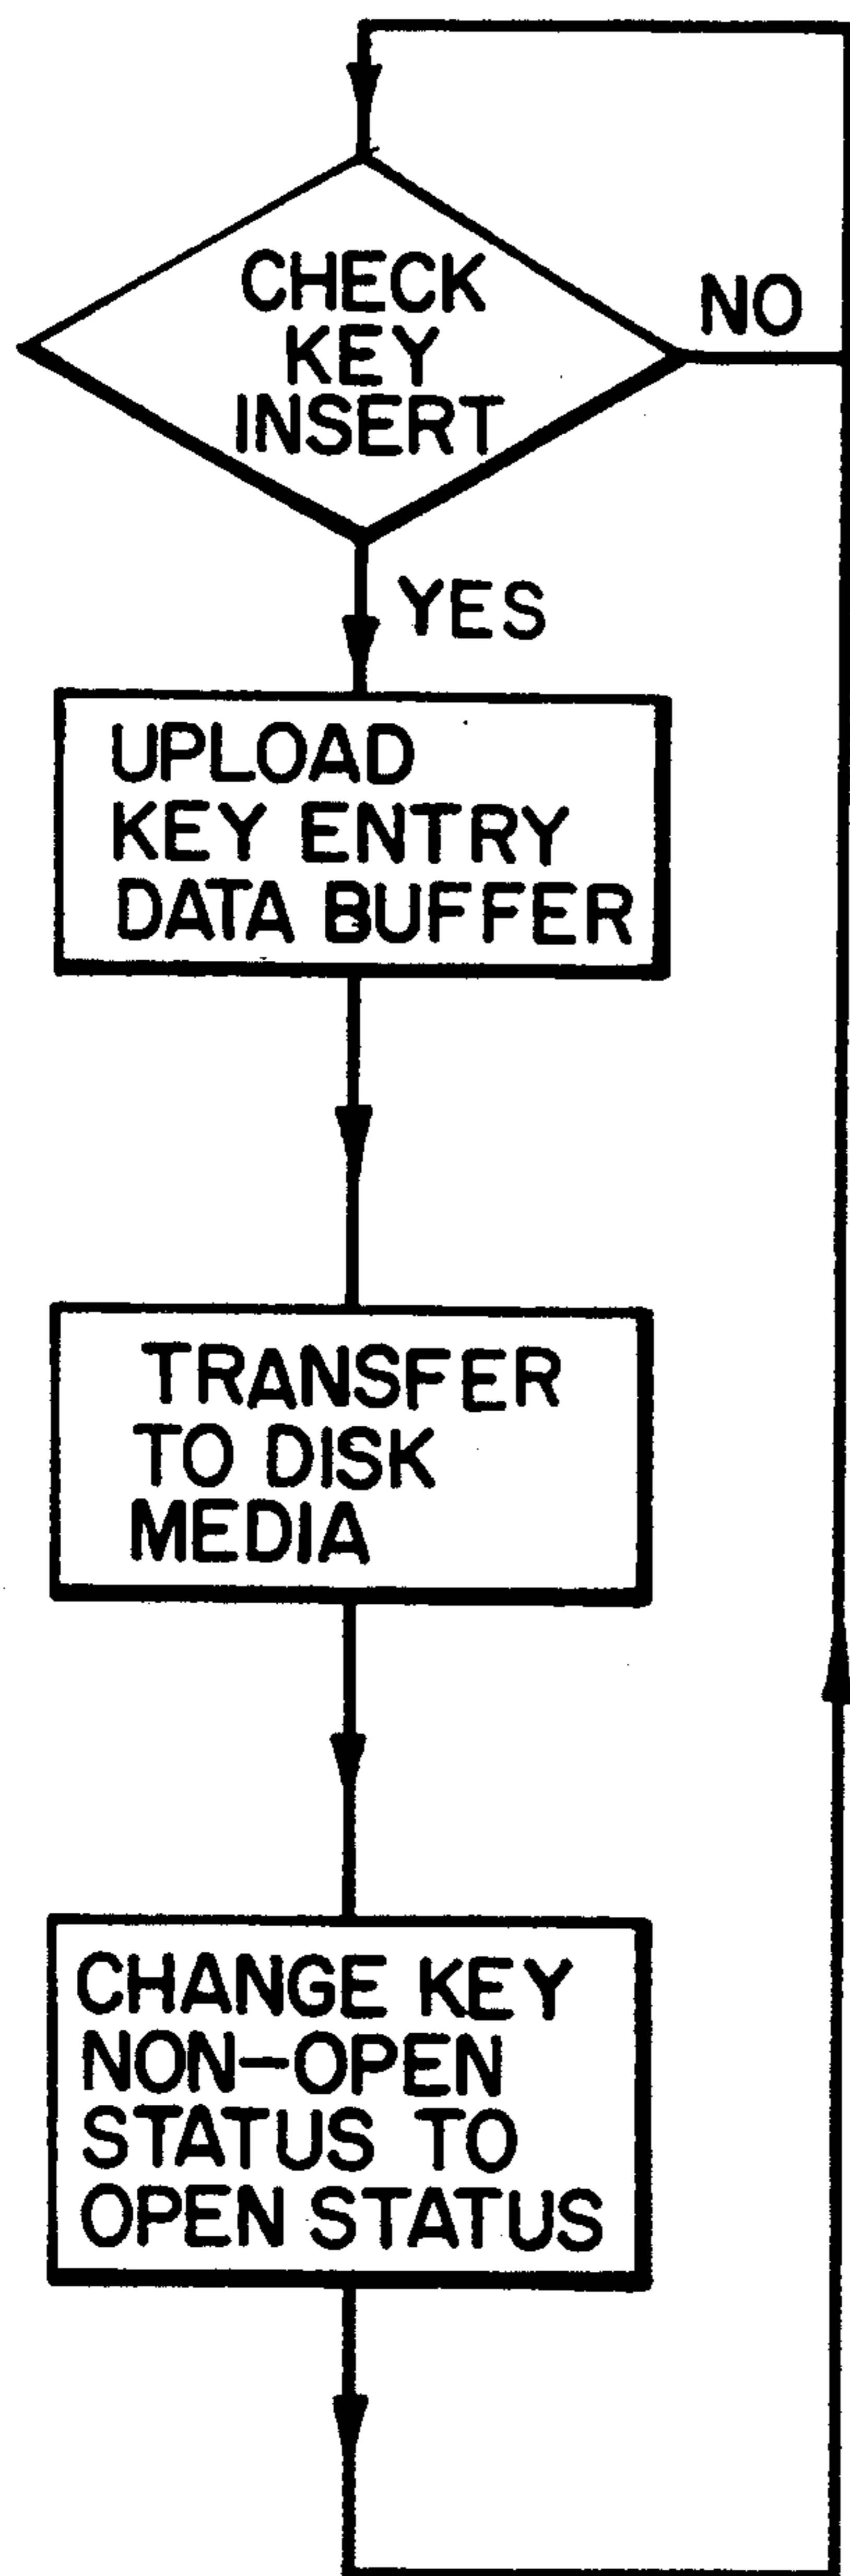 CHECK
KEY
INSERT
NO
YES
UPLOAD
KEY ENTRY
DATA BUFFER
TRANSFER
TO DISK
MEDIA
CHANGE KEY
NON-OPEN
STATUS TO
OPEN STATUS